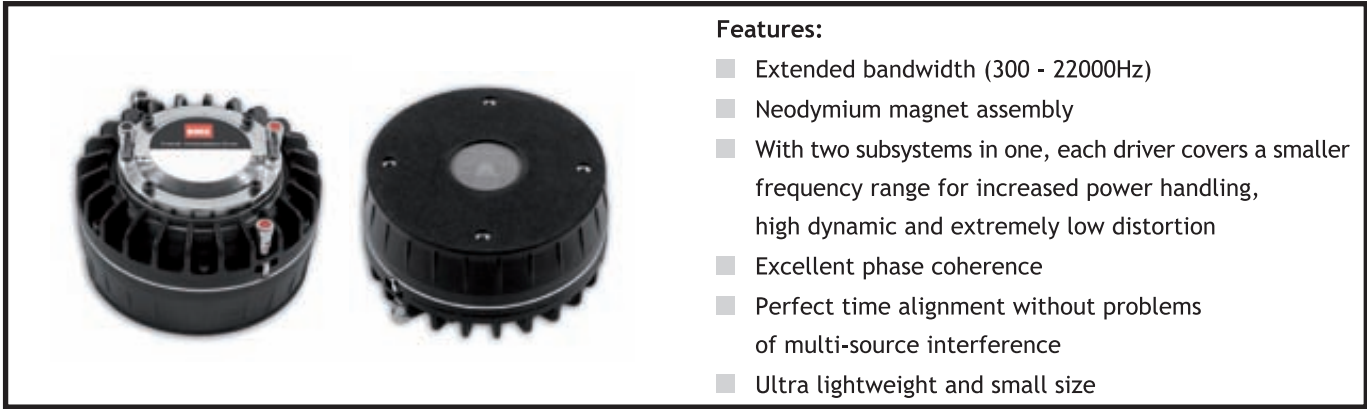 Features:
Extended bandwidth (300 - 22000Hz)
Neodymium magnet assembly
With two subsystems in one, each driver covers a smaller
frequency range for increased power handling,
high dynamic and extremely low distortion
Excellent phase coherence
Perfect time alignment without problems
of multi-source interference
Ultra lightweight and small size